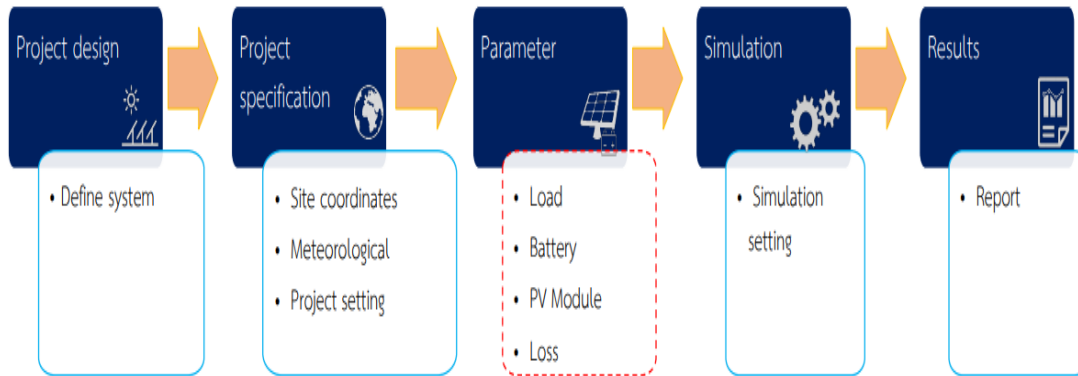 Project design
• Define system
Project
specification
• Site coordinates
• Meteorological
• Project setting
Parameter
• Load
• Battery
• PV Module
• Loss
Simulation
• Simulation
setting
Results
• Report